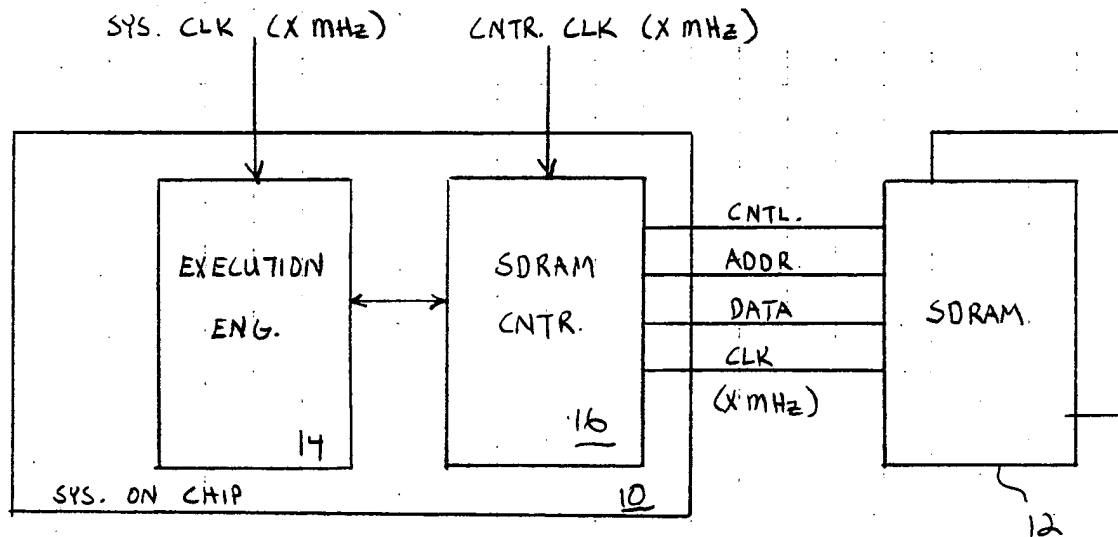 SYS. CLK (X MHz)
CNTR. CLK (X MHz)
EXECUTION
ENG.
14
SDRAM
CNTR.
16
CNTL.
ADDR.
DATA
CLK
(X MHz)
SDRAM
12
SYS. ON CHIP
10